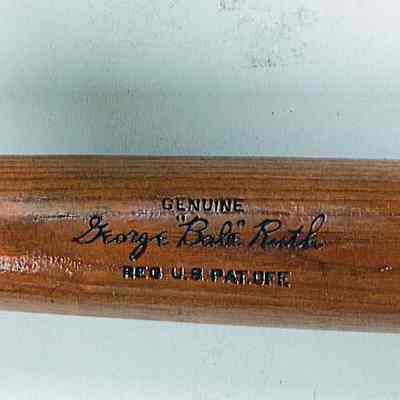 GENUINE
George "Babe" Ruth
REG. U.S. PAT. OFF.